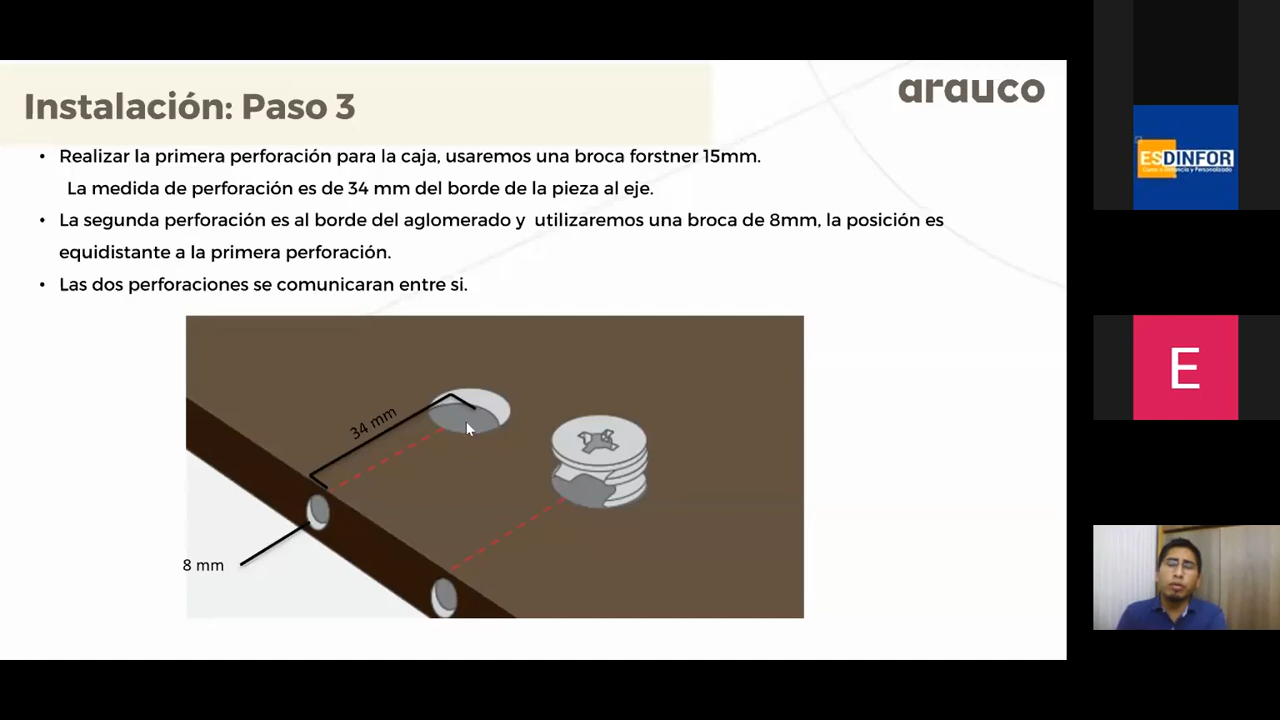 Instalación: Paso 3
arauco
• Realizar la primera perforación para la caja, usaremos una broca forstner 15mm.
La medida de perforación es de 34 mm del borde de la pieza al eje.
• La segunda perforación es al borde del aglomerado y utilizaremos una broca de 8mm, la posición es
equidistante a la primera perforación.
• Las dos perforaciones se comunicaran entre si.
34 mm
8 mm
ESDINFOR
E